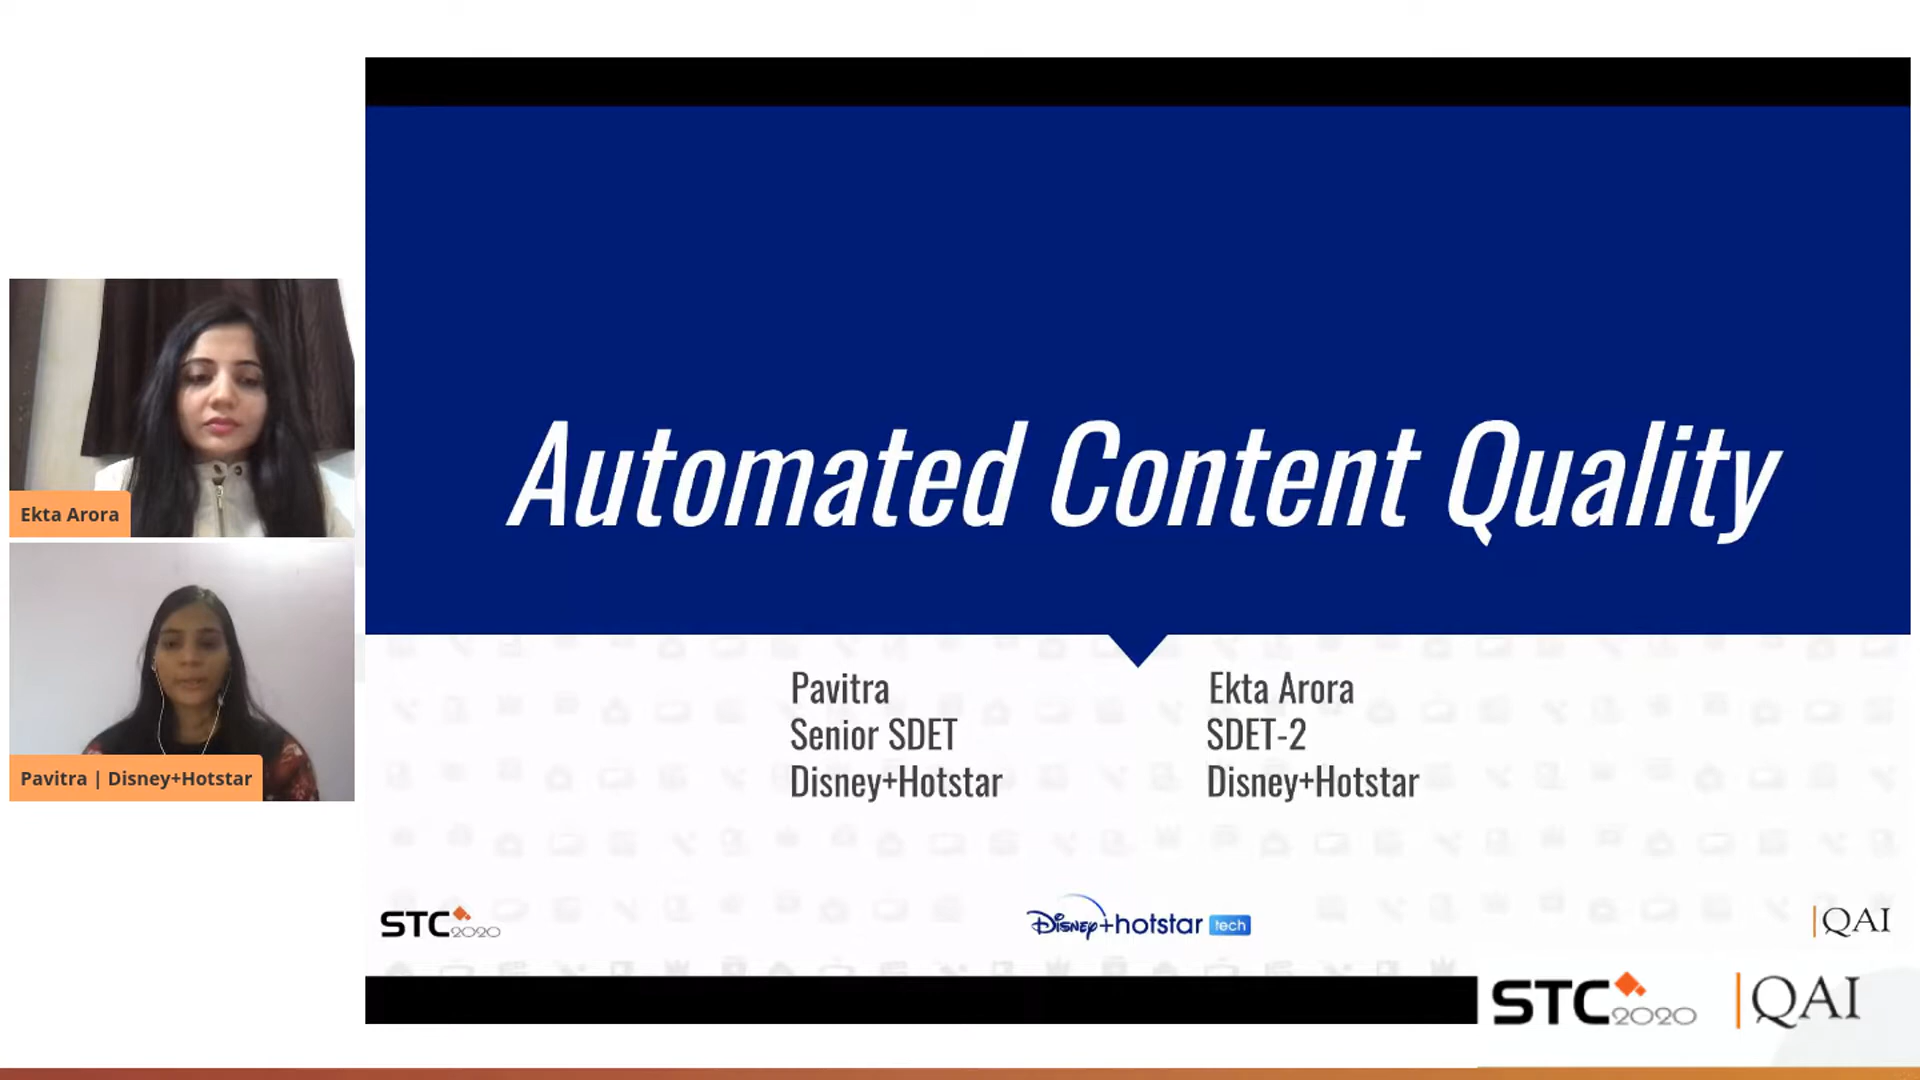 Ekta Arora
Pavitra | Disney+Hotstar
Automated Content Quality
Pavitra
Senior SDET
Disney+Hotstar
Ekta Arora
SDET-2
Disney+Hotstar
STC 2020
Disney+ hotstar tech
QAI
STC 2020
QAI